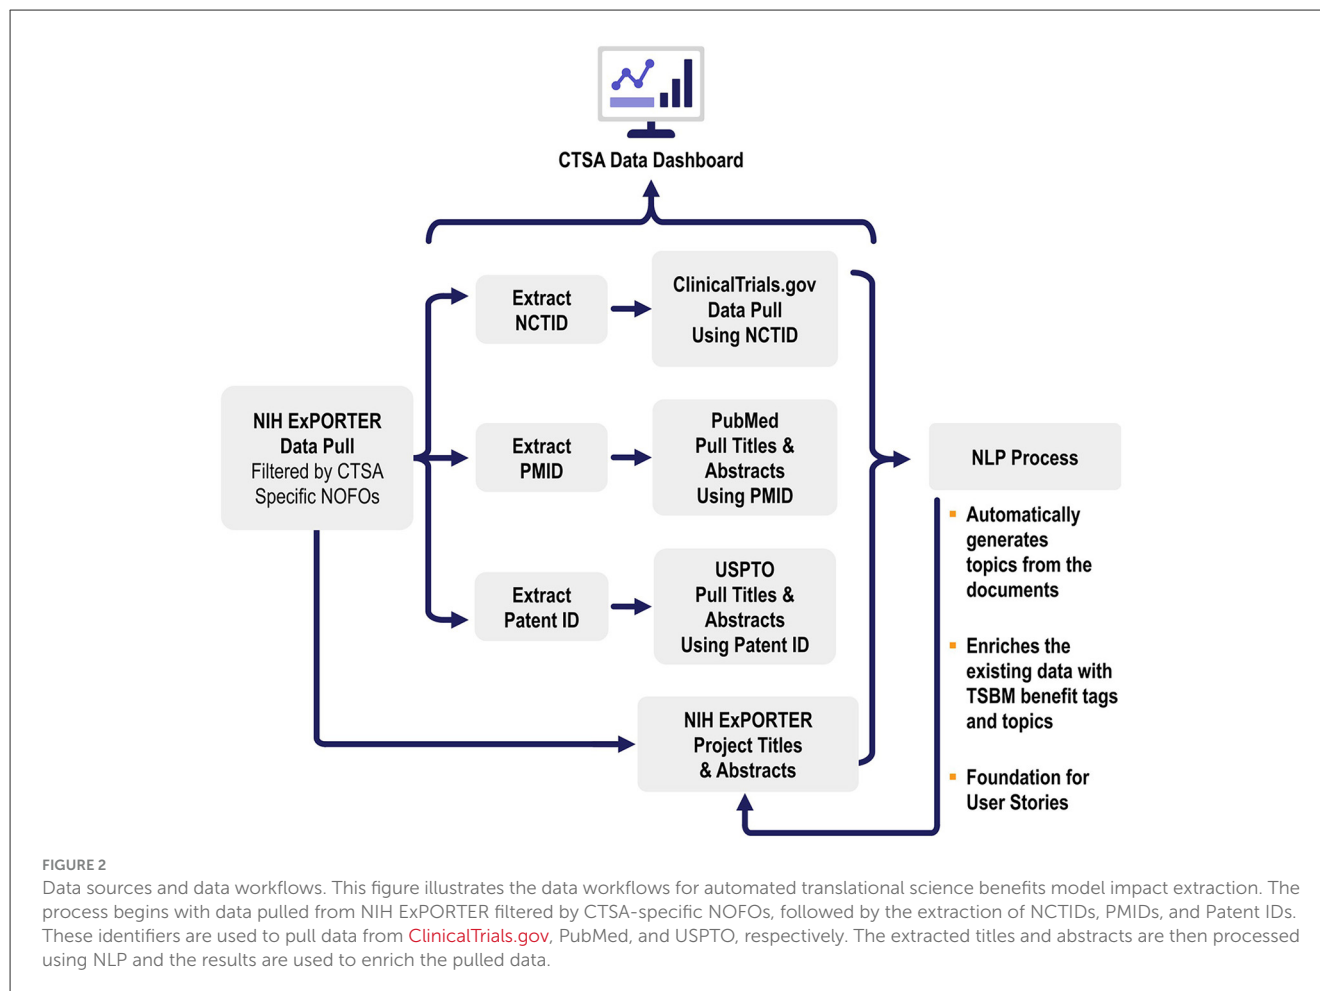 CTSA Data Dashboard
Extract
NCTID
ClinicalTrials.gov
Data Pull
Using NCTID
NIH ExPORTER
Data Pull
Filtered by CTSA
Specific NOFOs
Extract
PMID
PubMed
Pull Titles &
Abstracts
Using PMID
NLP Process
Extract
Patent ID
USPTO
Pull Titles &
Abstracts
Using Patent ID
NIH ExPORTER
Project Titles
& Abstracts
Automatically
generates
topics from the
documents
Enriches the
existing data with
TSBM benefit tags
and topics
Foundation for
User Stories
FIGURE 2
Data sources and data workflows. This figure illustrates the data workflows for automated translational science benefits model impact extraction. The
process begins with data pulled from NIH ExPORTER filtered by CTSA-specific NOFOs, followed by the extraction of NCTIDs, PMIDs, and Patent IDs.
These identifiers are used to pull data from ClinicalTrials.gov, PubMed, and USPTO, respectively. The extracted titles and abstracts are then processed
using NLP and the results are used to enrich the pulled data.